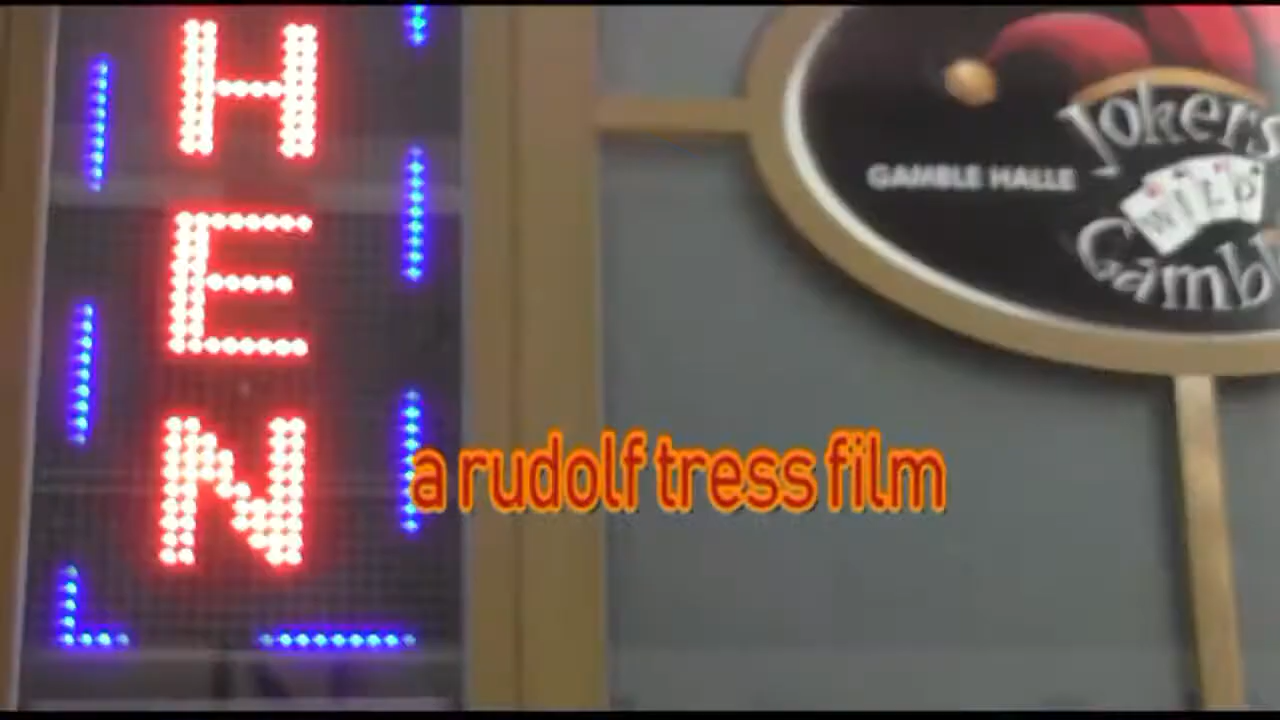 H
E
N
GAMBLE HALLE
Jokers
WILD
Gambl
a rudolf tress film